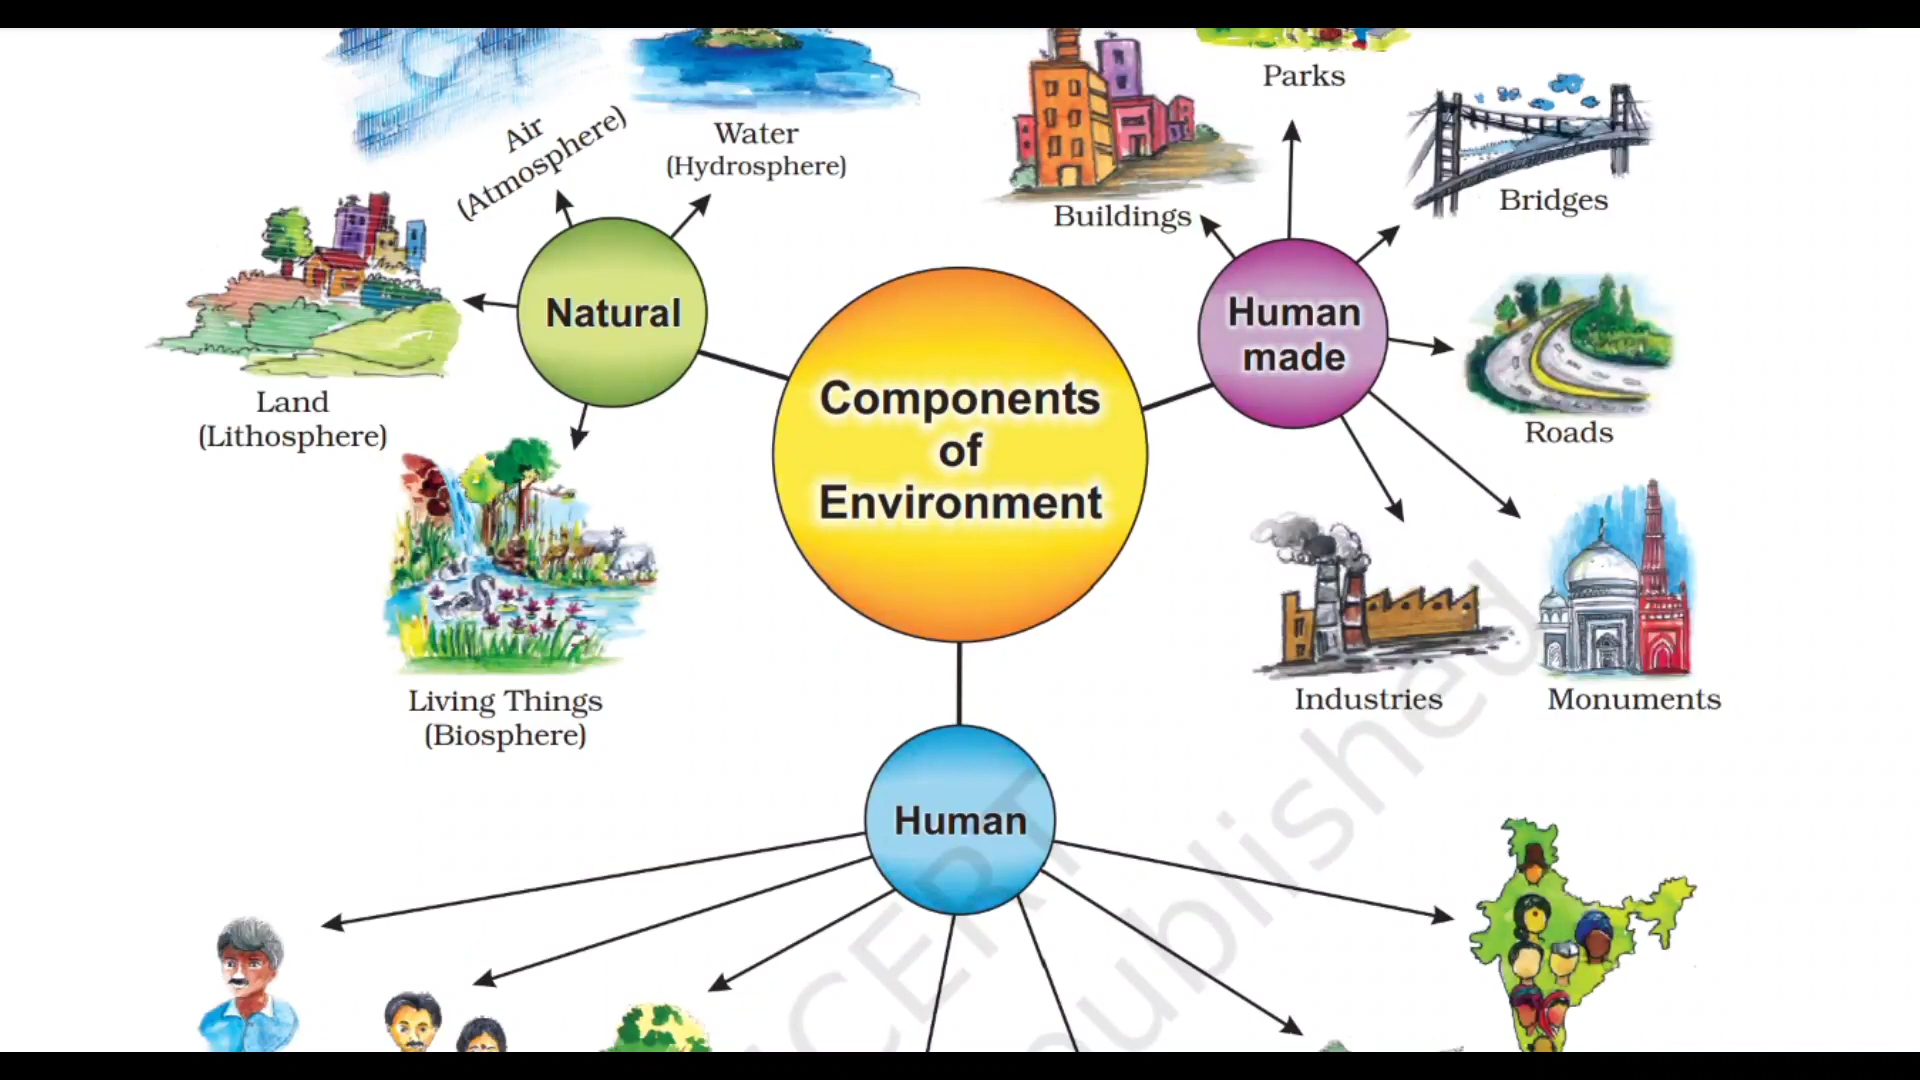 Air
(Atmosphere)
Water
(Hydrosphere)
Land
(Lithosphere)
Natural
Living Things
(Biosphere)
Components
of
Environment
Parks
Buildings
Bridges
Human
made
Roads
Industries
Monuments
Human
published